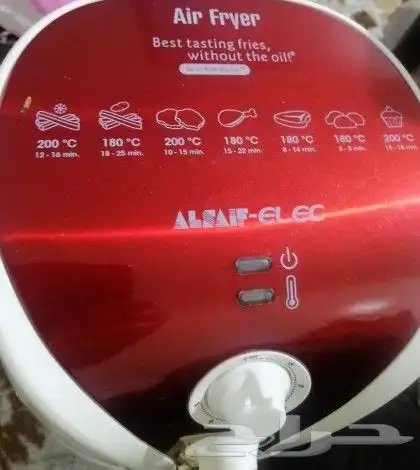 Air Fryer
Best tasting fries,
without the oil!*
200 °C 180 °C 200 °C 180 °C 180 °C 180 °C 200 °C
12 - 16 min. 18 - 25 min. 10 - 15 min. 15 - 22 min. 8 - 14 min. 5 - 8 min. 15 - 18 min.
ALSAIF-ELEC
حراج